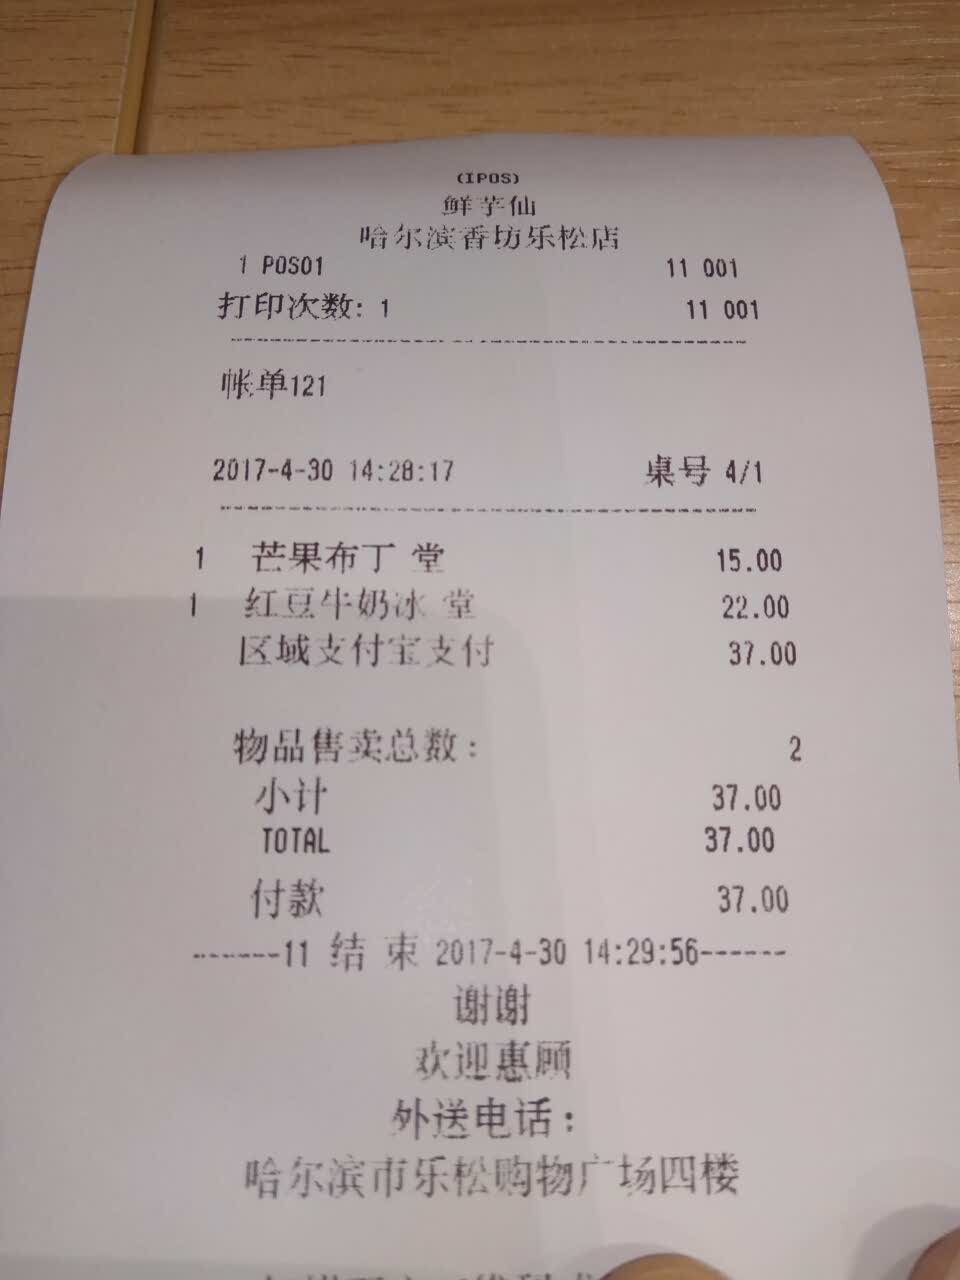 (IPOS)
鲜芋仙
哈尔滨香坊乐松店
1 POS01 11 001
打印次数: 1 11 001
帐单121
2017-4-30 14:28:17 桌号 4/1
1 芒果布丁 堂 15.00
1 红豆牛奶冰 堂 22.00
区域支付宝支付 37.00
物品售卖总数: 2
小计 37.00
TOTAL 37.00
付款 37.00
-------11 结 束 2017-4-30 14:29:56------
谢谢
欢迎惠顾
外送电话:
哈尔滨市乐松购物广场四楼